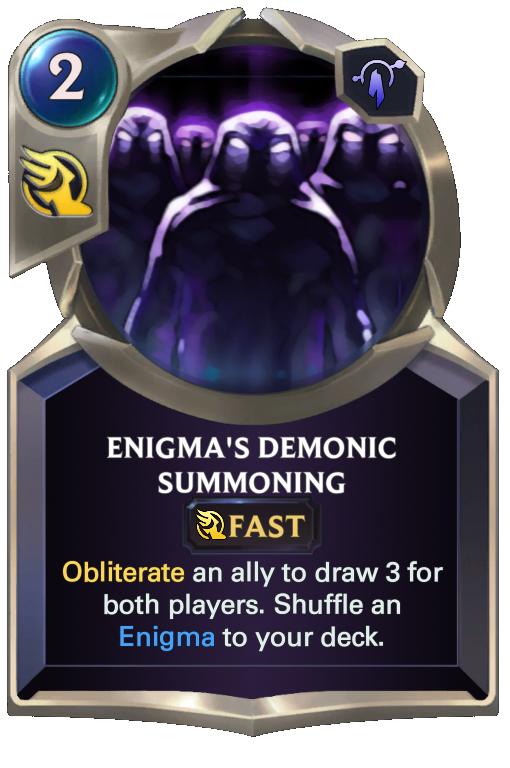 2
ENIGMA'S DEMONIC
SUMMONING
FAST
Obliterate an ally to draw 3 for
both players. Shuffle an
Enigma to your deck.